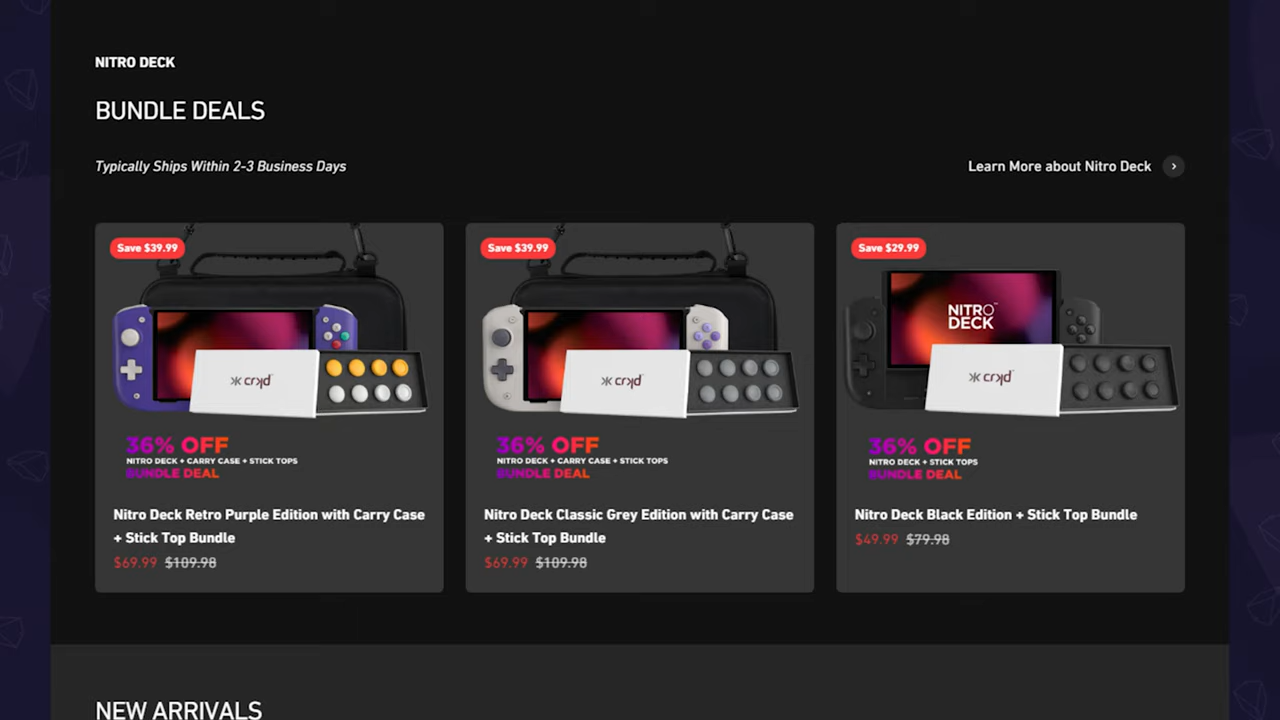 NITRO DECK
BUNDLE DEALS
Typically Ships Within 2-3 Business Days
Learn More about Nitro Deck
Save $39.99
crkd
36% OFF
NITRO DECK + CARRY CASE + STICK TOPS
BUNDLE DEAL
Nitro Deck Retro Purple Edition with Carry Case
+ Stick Top Bundle
$69.99 $109.98
Save $39.99
crkd
36% OFF
NITRO DECK + CARRY CASE + STICK TOPS
BUNDLE DEAL
Nitro Deck Classic Grey Edition with Carry Case
+ Stick Top Bundle
$69.99 $109.98
Save $29.99
NITRO
DECK
crkd
36% OFF
NITRO DECK + STICK TOPS
BUNDLE DEAL
Nitro Deck Black Edition + Stick Top Bundle
$49.99 $79.98
NEW ARRIVALS